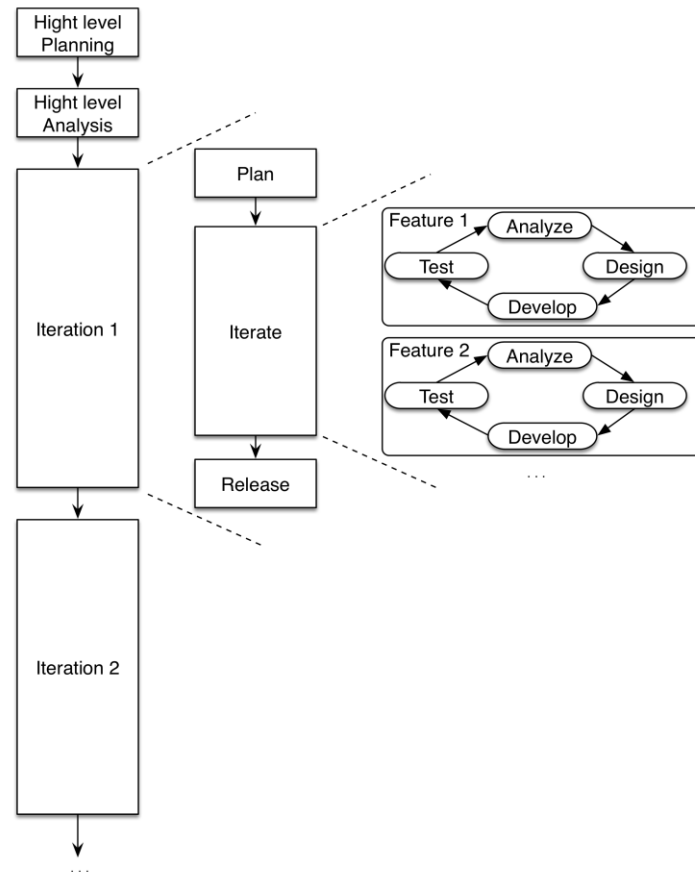 Hight level
Planning
Hight level
Analysis
Iteration 1
Iteration 2
...
Plan
Iterate
Release
Feature 1
Analyze
Test
Design
Develop
Feature 2
Analyze
Test
Design
Develop
...